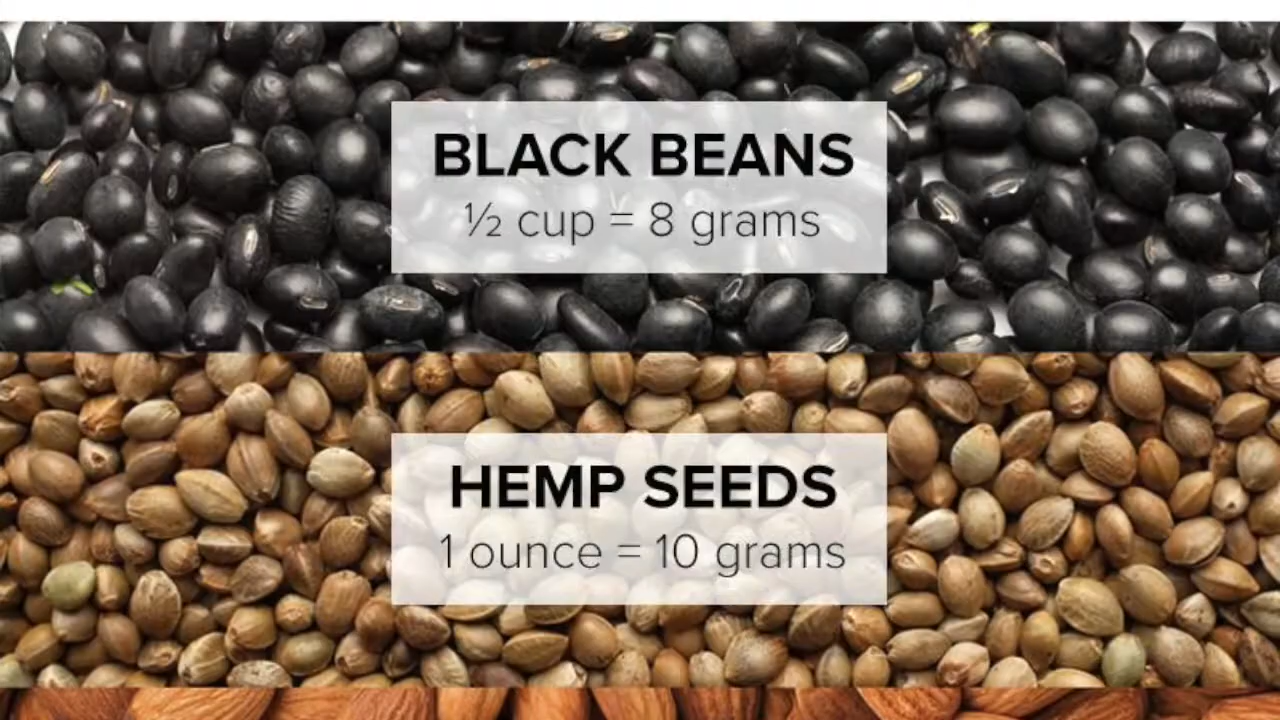 BLACK BEANS
½ cup = 8 grams
HEMP SEEDS
1 ounce = 10 grams